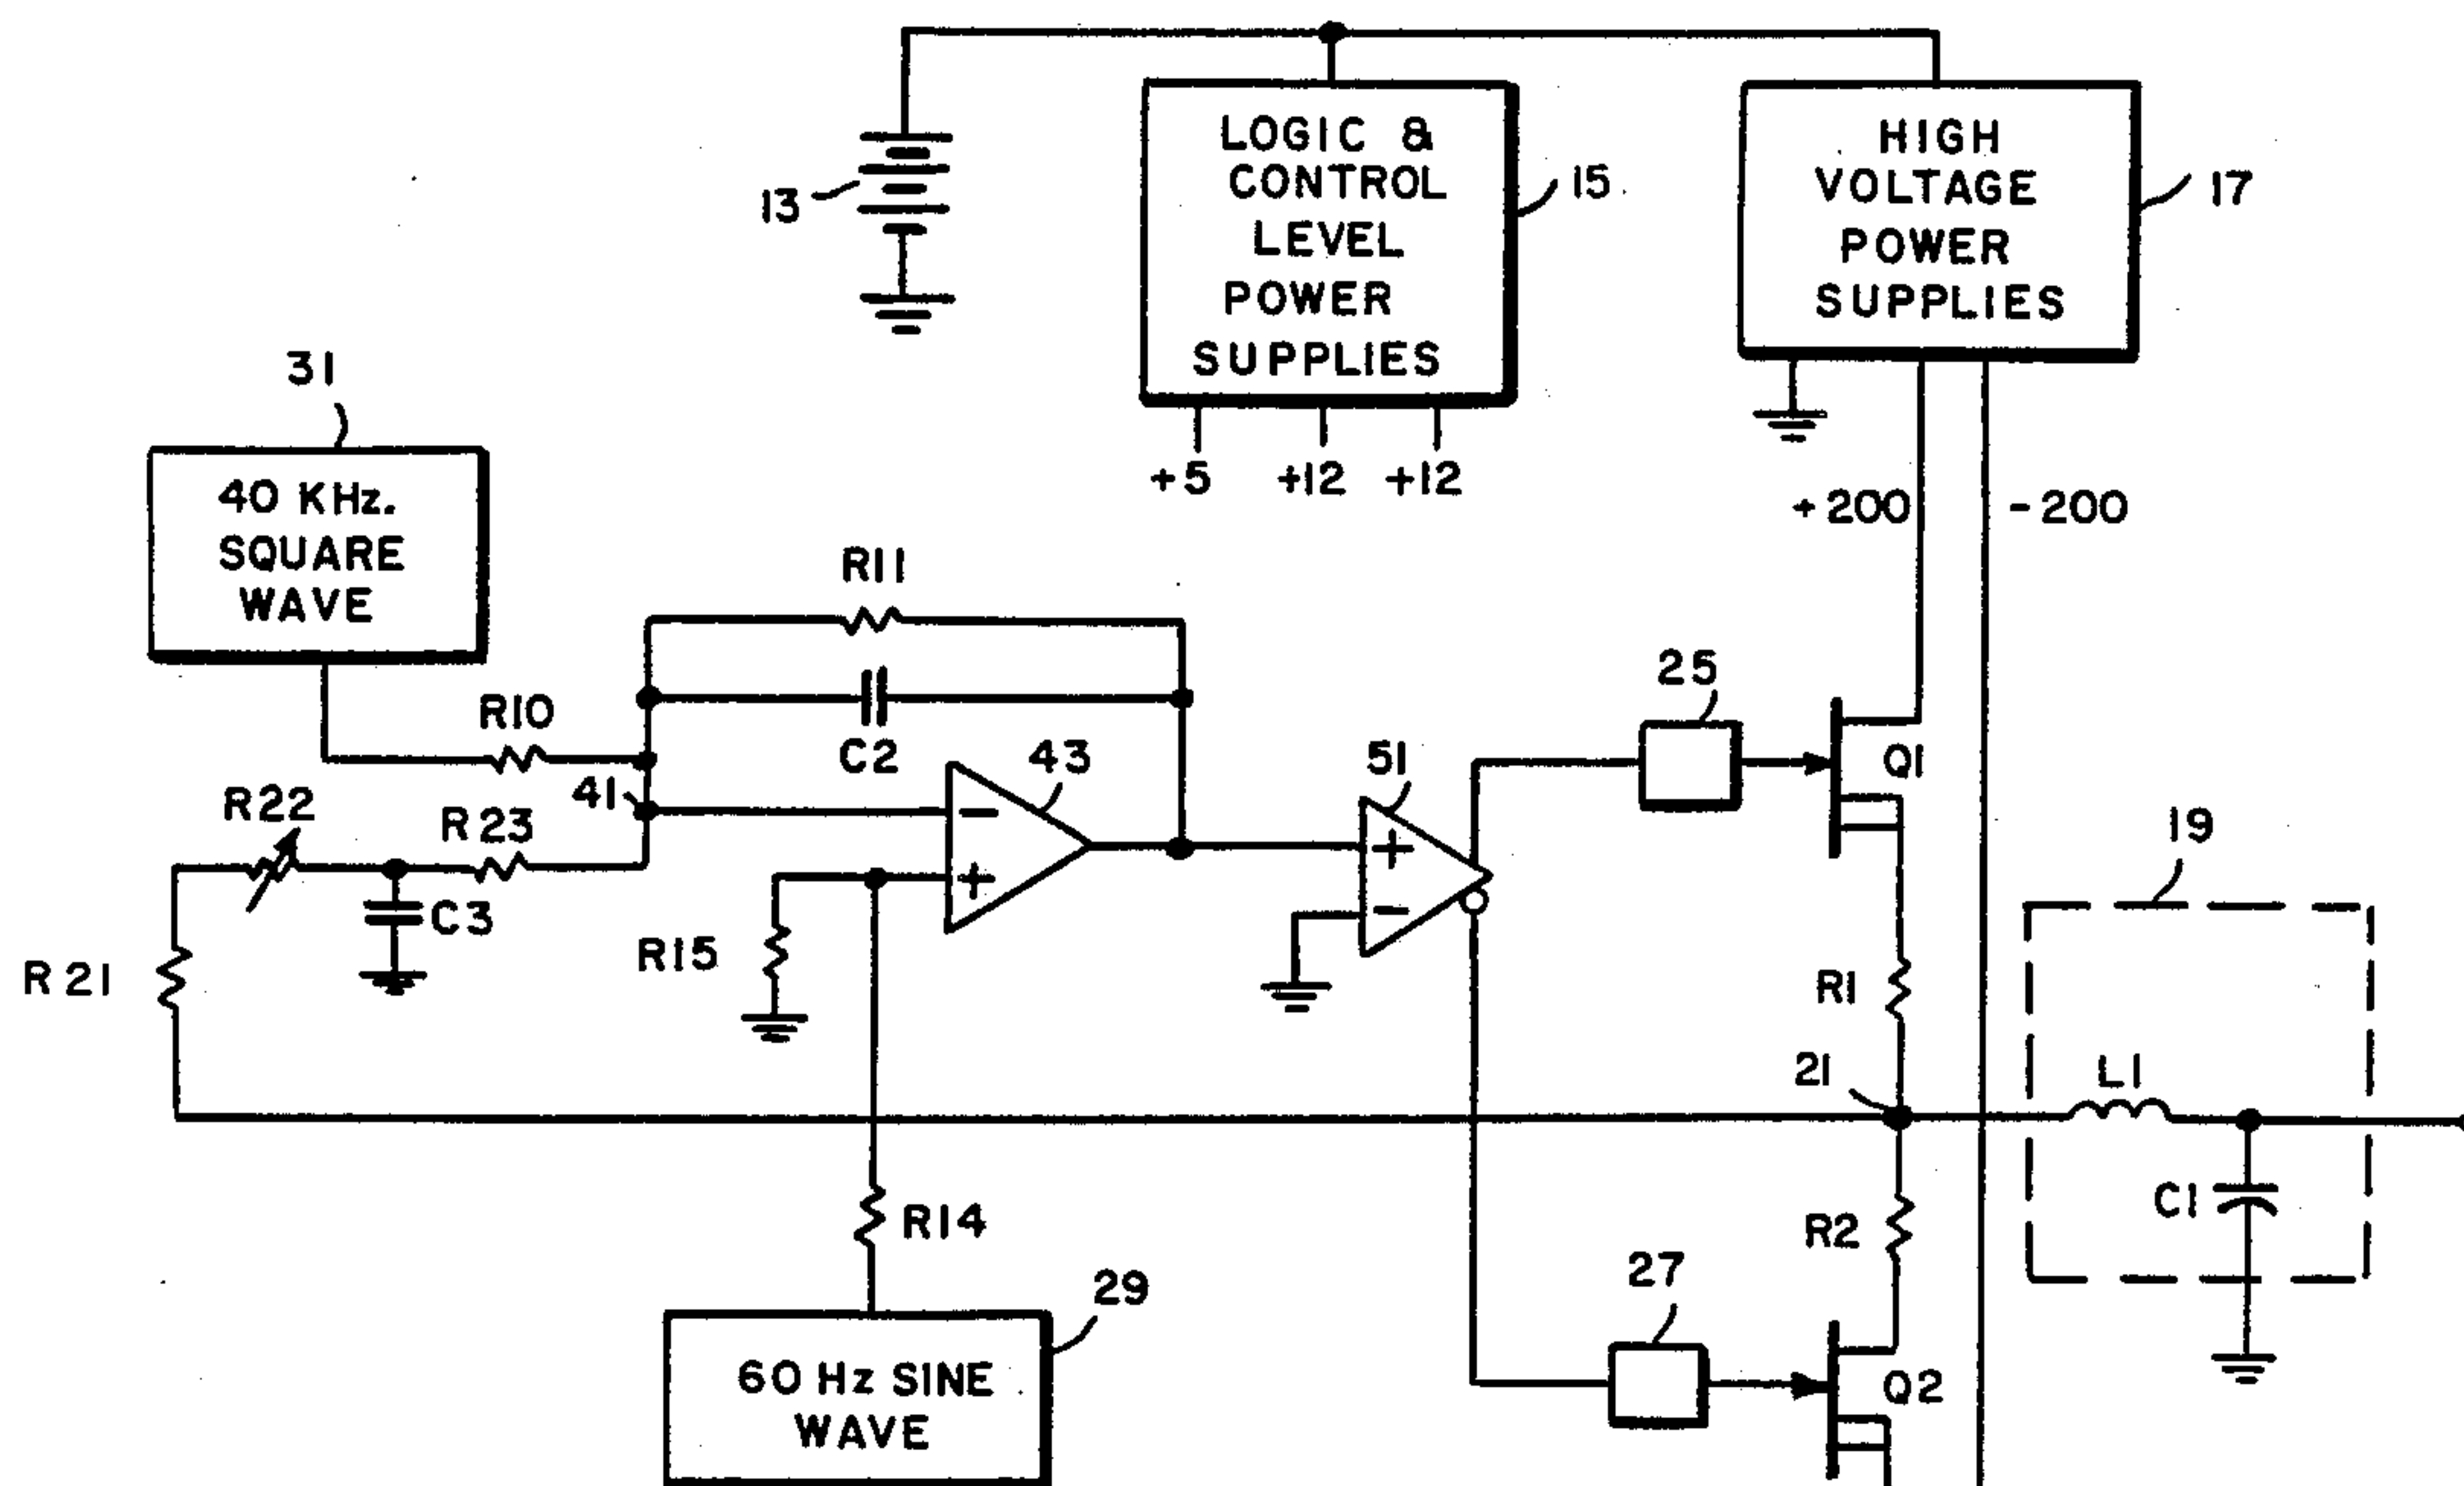 LOGIC &
CONTROL
LEVEL
POWER
SUPPLIES
HIGH
VOLTAGE
POWER
SUPPLIES
13
15
17
+5
+12
+12
+200
-200
31
40 KHz.
SQUARE
WAVE
R11
R10
C2
43
51
25
Q1
41
R22
R23
C3
R15
R21
19
R1
21
L1
C1
R14
R2
29
27
60 Hz SINE
WAVE
Q2